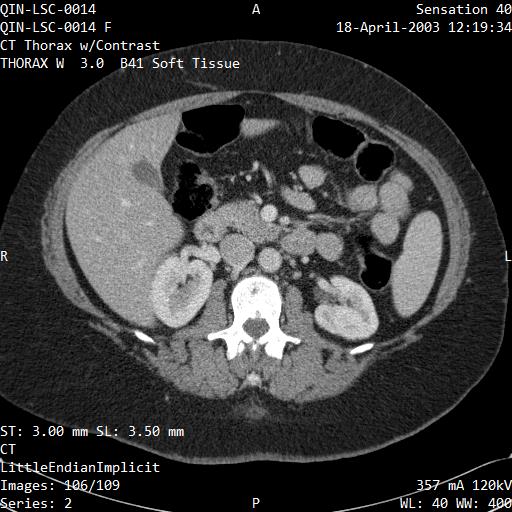 QIN-LSC-0014
A
Sensation 40
QIN-LSC-0014 F
18-April-2003 12:19:34
CT Thorax w/Contrast
THORAX W 3.0 B41 Soft Tissue
R
L
ST: 3.00 mm SL: 3.50 mm
CT
LittleEndianImplicit
Images: 106/109
357 mA 120kV
Series: 2
P
WL: 40 WW: 400